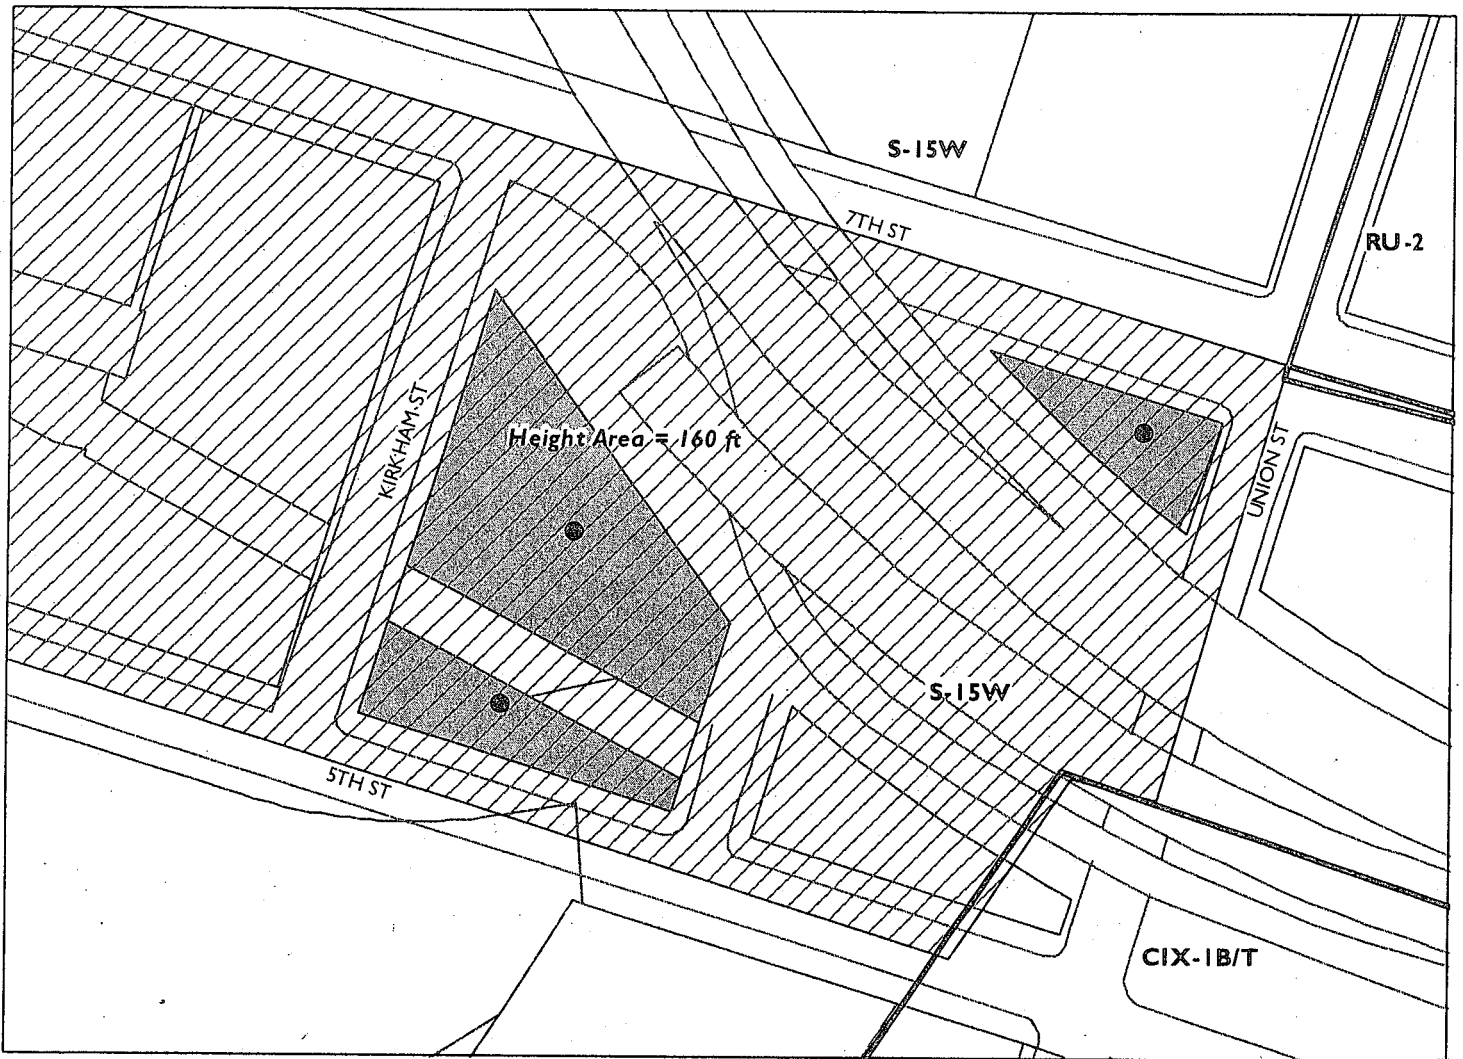 S-15W
7TH ST
RU-2
KIRKHAM ST
Height Area = 160 ft
UNION ST
S-15W
5TH ST
CIX-1B/T